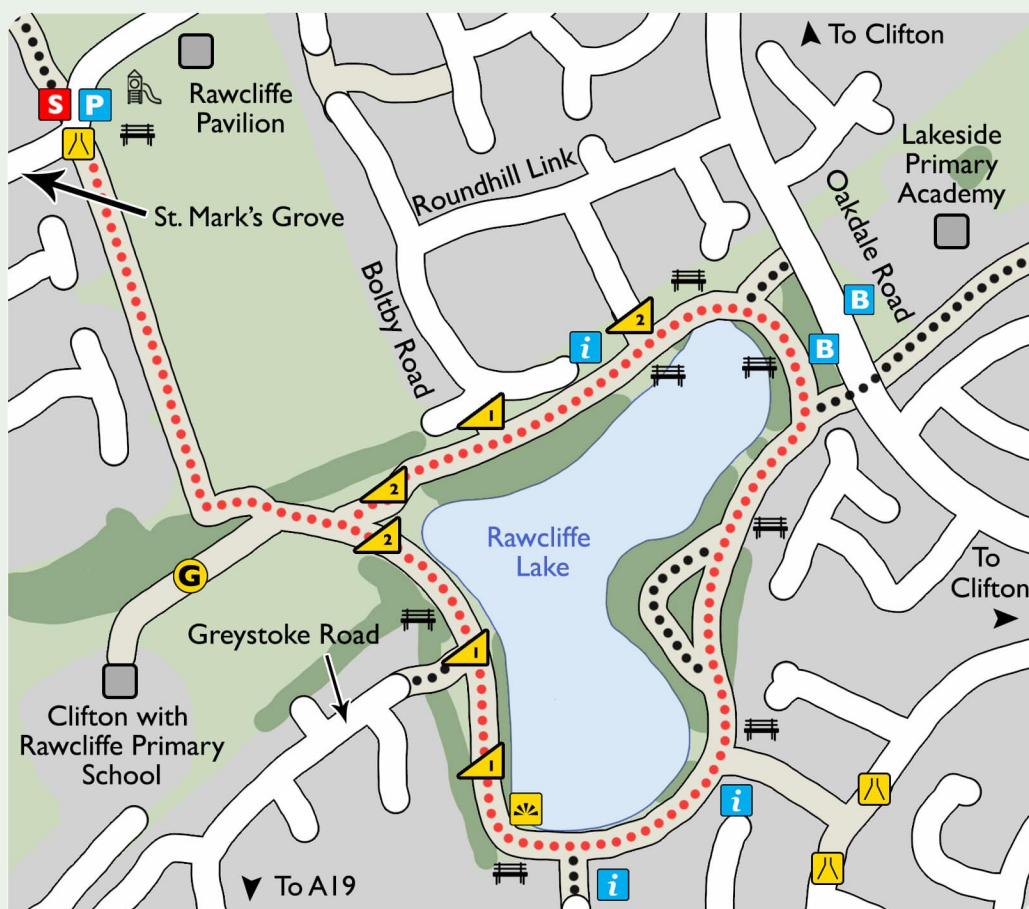 To Clifton
Rawcliffe
Pavilion
S
P
Lakeside
Primary
Academy
Roundhill Link
St. Mark's Grove
Oakdale Road
Boltby Road
B
B
i
2
1
2
2
Rawcliffe
Lake
To
Clifton
G
Greystoke Road
1
Clifton with
Rawcliffe Primary
School
1
i
i
To A19